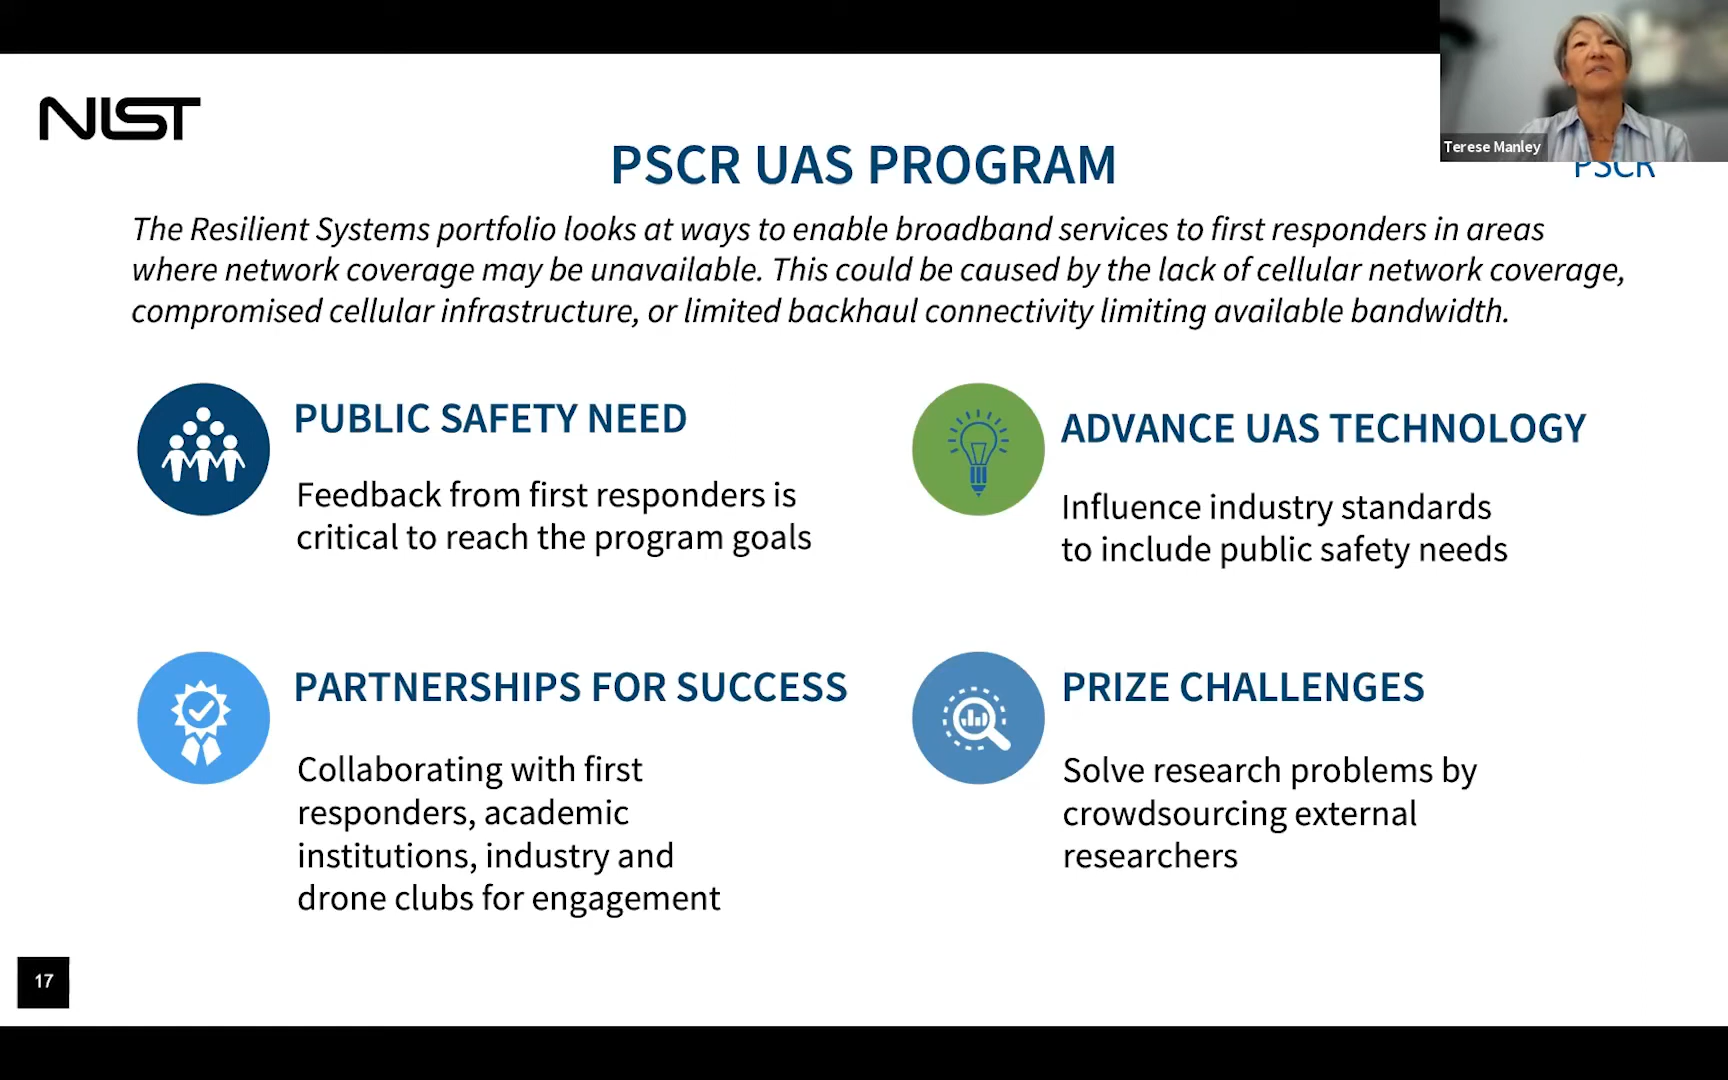 NIST
Terese Manley
PSCR
PSCR UAS PROGRAM
The Resilient Systems portfolio looks at ways to enable broadband services to first responders in areas
where network coverage may be unavailable. This could be caused by the lack of cellular network coverage,
compromised cellular infrastructure, or limited backhaul connectivity limiting available bandwidth.
PUBLIC SAFETY NEED
Feedback from first responders is
critical to reach the program goals
ADVANCE UAS TECHNOLOGY
Influence industry standards
to include public safety needs
PARTNERSHIPS FOR SUCCESS
Collaborating with first
responders, academic
institutions, industry and
drone clubs for engagement
PRIZE CHALLENGES
Solve research problems by
crowdsourcing external
researchers
17